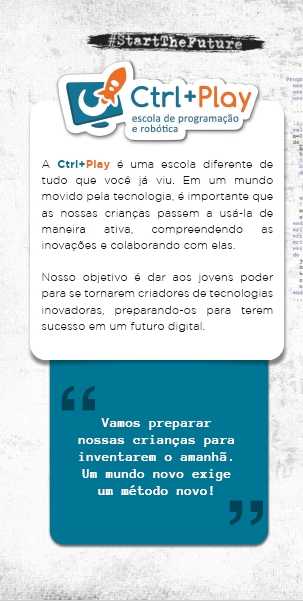 #StartTheFuture
Ctrl+Play
escola de programação
e robótica
A Ctrl+Play é uma escola diferente de
tudo que você já viu. Em um mundo
movido pela tecnologia, é importante que
as nossas crianças passem a usá-la de
maneira ativa, compreendendo as
inovações e colaborando com elas.
Nosso objetivo é dar aos jovens poder
para se tornarem criadores de tecnologias
inovadoras, preparando-os para terem
sucesso em um futuro digital.
“
Vamos preparar
nossas crianças para
inventarem o amanhã.
Um mundo novo exige
um método novo!
”